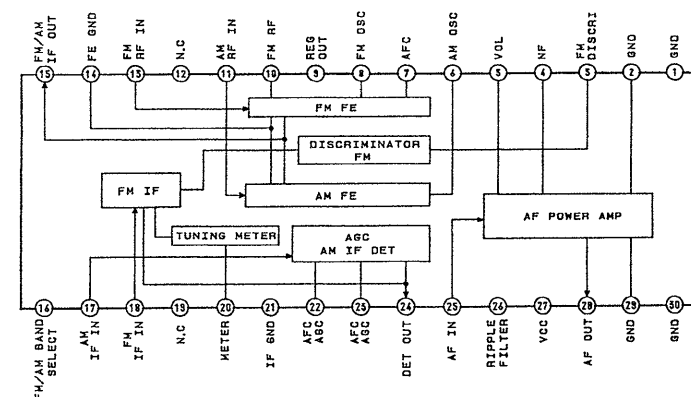 FM/AM
IF OUT
FE GND
FM
RF IN
N.C
AM
RF IN
FM RF
REG
OUT
FM OSC
AFC
AM OSC
VOL
NF
FM
DISCRI
GND
GND
15
14
13
12
11
10
9
8
7
6
5
4
3
2
1
FM FE
DISCRIMINATOR
FM
FM IF
AM FE
AF POWER AMP
TUNING METER
AGC
AM IF DET
16
17
18
19
20
21
22
23
24
25
26
27
28
29
30
FM/AM BAND
SELECT
AM
IF IN
FM
IF IN
N.C
METER
IF GND
AFC
AGC
AFC
AGC
DET OUT
AF IN
RIPPLE
FILTER
VCC
AF OUT
GND
GND